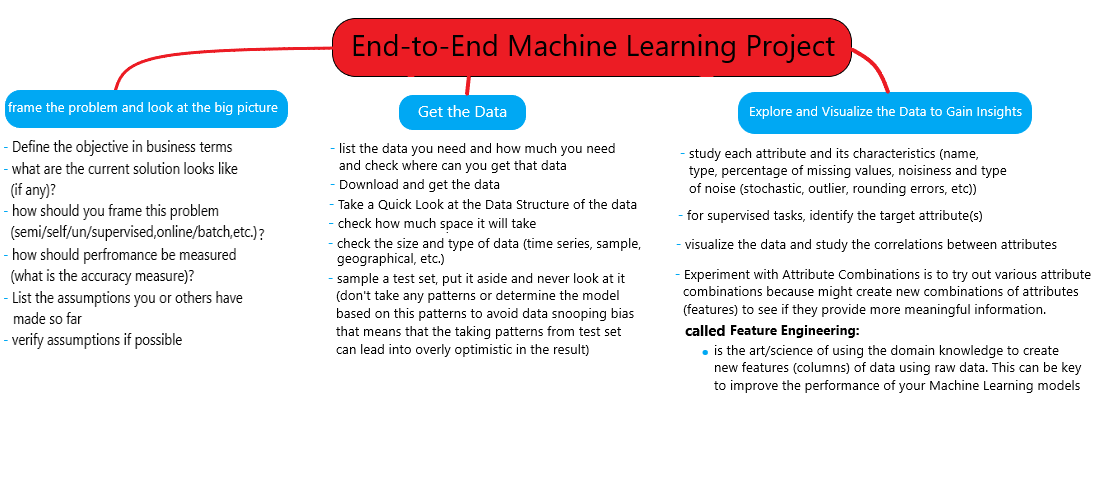 End-to-End Machine Learning Project
frame the problem and look at the big picture
- Define the objective in business terms
- what are the current solution looks like
(if any)?
- how should you frame this problem
(semi/self/un/supervised,online/batch,etc.)?
- how should perfromance be measured
(what is the accuracy measure)?
- List the assumptions you or others have
made so far
- verify assumptions if possible
Get the Data
- list the data you need and how much you need
and check where can you get that data
- Download and get the data
- Take a Quick Look at the Data Structure of the data
- check how much space it will take
- check the size and type of data (time series, sample,
geographical, etc.)
- sample a test set, put it aside and never look at it
(don't take any patterns or determine the model
based on this patterns to avoid data snooping bias
that means that the taking patterns from test set
can lead into overly optimistic in the result)
Explore and Visualize the Data to Gain Insights
- study each attribute and its characteristics (name,
type, percentage of missing values, noisiness and type
of noise (stochastic, outlier, rounding errors, etc))
- for supervised tasks, identify the target attribute(s)
- visualize the data and study the correlations between attributes
- Experiment with Attribute Combinations is to try out various attribute
combinations because might create new combinations of attributes
(features) to see if they provide more meaningful information.
called Feature Engineering:
• is the art/science of using the domain knowledge to create
new features (columns) of data using raw data. This can be key
to improve the performance of your Machine Learning models